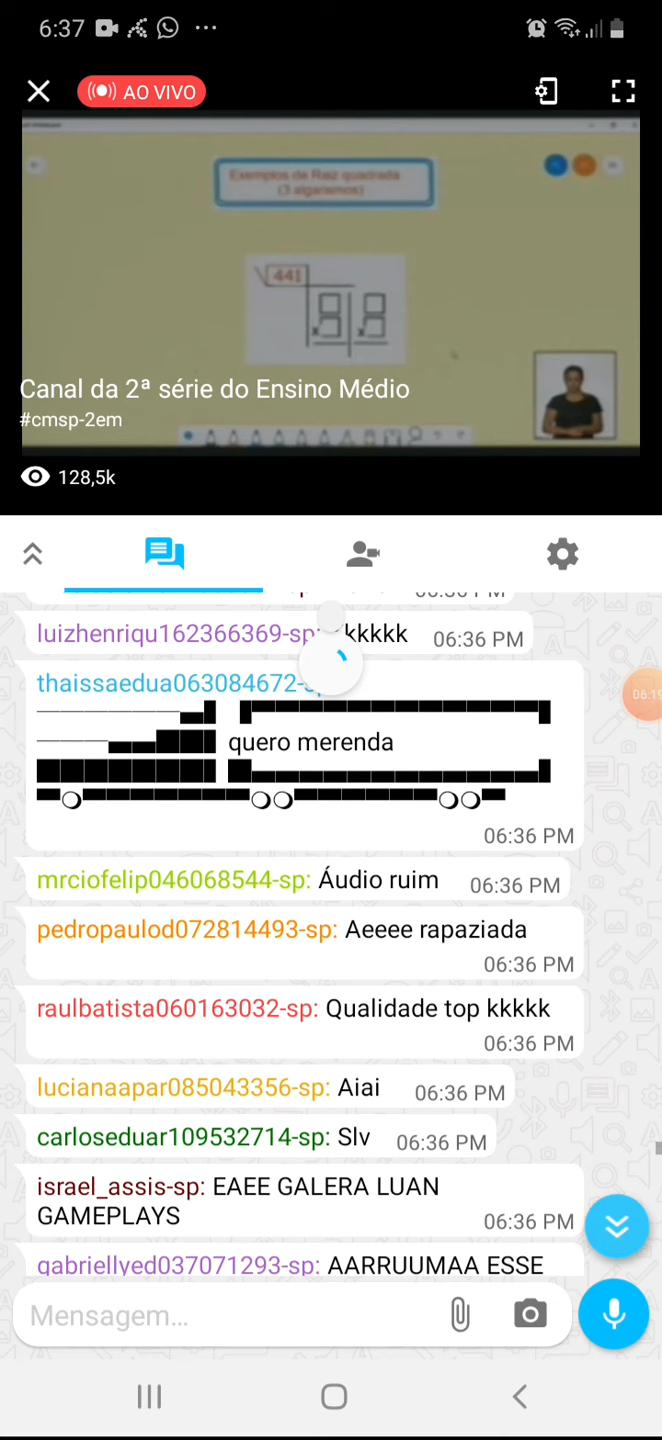 6:37
AO VIVO
Exemplos de Raiz quadrada
(3 algarismos)
441
Canal da 2ª série do Ensino Médio
#cmsp-2em
128,5k
luizhenriqu162366369-sp: kkkkk 06:36 PM
thaissaedua063084672-
quero merenda
06:36 PM
mrciofelip046068544-sp: Áudio ruim 06:36 PM
pedropaulod072814493-sp: Aeeee rapaziada
06:36 PM
raulbatista060163032-sp: Qualidade top kkkkk
06:36 PM
lucianaapar085043356-sp: Aiai 06:36 PM
carloseduar109532714-sp: Slv 06:36 PM
israel_assis-sp: EAEE GALERA LUAN
GAMEPLAYS 06:36 PM
gabriellyed037071293-sp: AARRUUMAA ESSE
Mensagem...